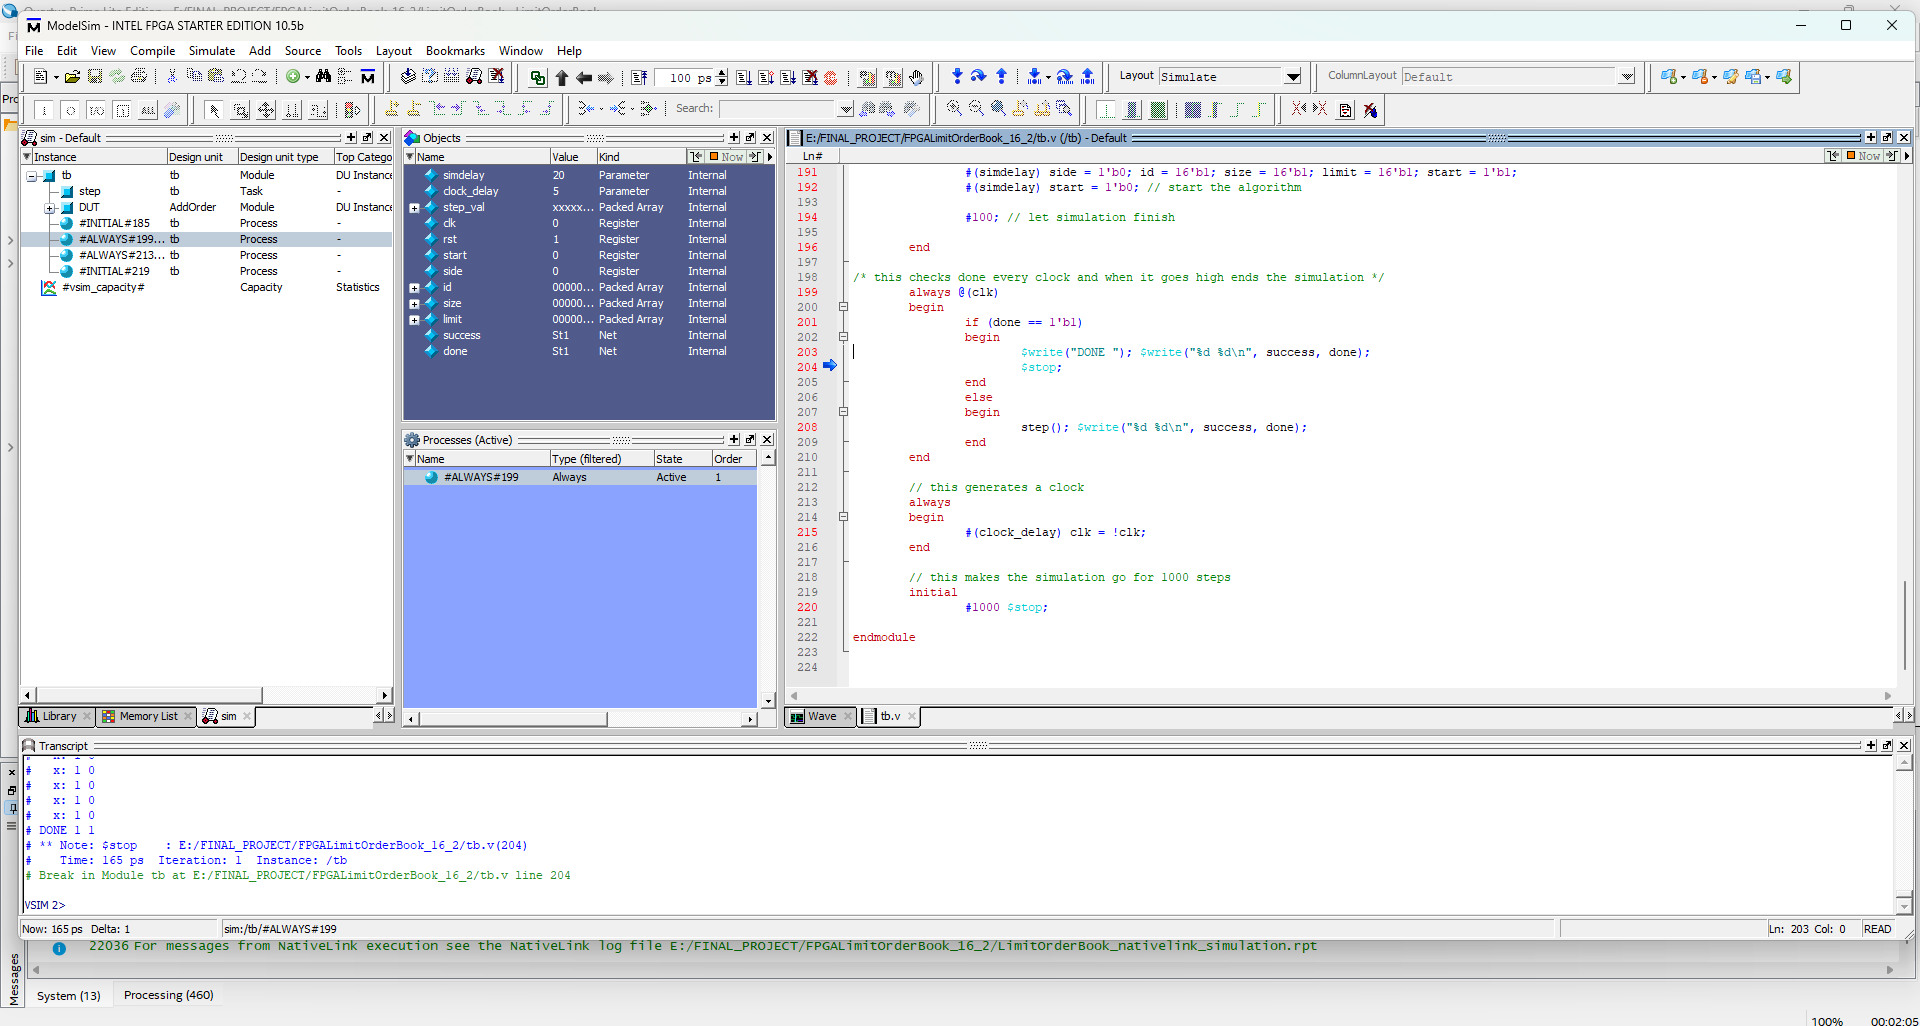 ModelSim - INTEL FPGA STARTER EDITION 10.5b
File Edit View Compile Simulate Add Source Tools Layout Bookmarks Window Help
100 ps
Layout Simulate
ColumnLayout Default
Search:
sim - Default
Instance Design unit Design unit type Top Catego
tb tb Module DU Instance
step tb Task -
DUT AddOrder Module DU Instance
#INITIAL#185 tb Process -
#ALWAYS#199... tb Process -
#ALWAYS#213... tb Process -
#INITIAL#219 tb Process -
#vsim_capacity# Capacity Statistics
Library Memory List sim
Objects
Name Value Kind Now
simdelay 20 Parameter Internal
clock_delay 5 Parameter Internal
step_val xxxxx... Packed Array Internal
clk 0 Register Internal
rst 1 Register Internal
start 0 Register Internal
side 0 Register Internal
id 00000... Packed Array Internal
size 00000... Packed Array Internal
limit 00000... Packed Array Internal
success St1 Net Internal
done St1 Net Internal
Processes (Active)
Name Type (filtered) State Order
#ALWAYS#199 Always Active 1
E:/FINAL_PROJECT/FPGALimitOrderBook_16_2/tb.v (/tb) - Default
Ln# Now
191 #(simdelay) side = 1'b0; id = 16'b1; size = 16'b1; limit = 16'b1; start = 1'b1;
192 #(simdelay) start = 1'b0; // start the algorithm
193
194 #100; // let simulation finish
195
196 end
197
198 /* this checks done every clock and when it goes high ends the simulation */
199 always @(clk)
200 begin
201 if (done == 1'b1)
202 begin
203 $write("DONE "); $write("%d %d\n", success, done);
204 $stop;
205 end
206 else
207 begin
208 step(); $write("%d %d\n", success, done);
209 end
210 end
211
212 // this generates a clock
213 always
214 begin
215 #(clock_delay) clk = !clk;
216 end
217
218 // this makes the simulation go for 1000 steps
219 initial
220 #1000 $stop;
221
222 endmodule
223
224
Wave tb.v
Transcript
# x: 1 0
# x: 1 0
# x: 1 0
# x: 1 0
# x: 1 0
# DONE 1 1
# ** Note: $stop : E:/FINAL_PROJECT/FPGALimitOrderBook_16_2/tb.v(204)
# Time: 165 ps Iteration: 1 Instance: /tb
# Break in Module tb at E:/FINAL_PROJECT/FPGALimitOrderBook_16_2/tb.v line 204
VSIM 2>
Now: 165 ps Delta: 1 sim:/tb/#ALWAYS#199 Ln: 203 Col: 0 READ
22036 For messages from NativeLink execution see the NativeLink log file E:/FINAL_PROJECT/FPGALimitOrderBook_16_2/LimitOrderBook_nativelink_simulation.rpt
Messages
System (13) Processing (460)
100% 00:02:05